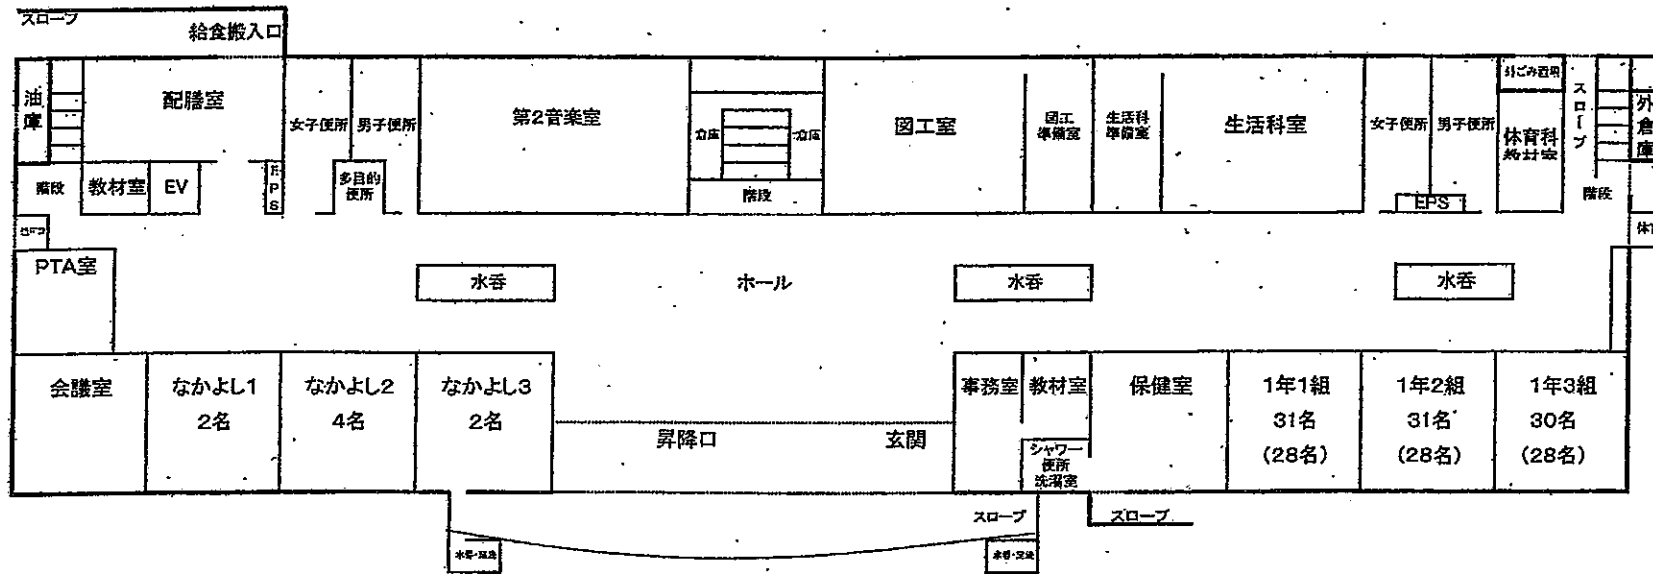 スロープ
給食搬入口
油庫
配膳室
女子便所
男子便所
第2音楽室
倉庫
倉庫
図工室
図工
準備室
生活科
準備室
生活科室
女子便所
男子便所
外ごみ置場
体育科
教材室
スロープ
外倉庫
階段
教材室
EV
EPS
多目的
便所
階段
EPS
階段
PTA室
水呑
ホール
水呑
水呑
会議室
なかよし1
2名
なかよし2
4名
なかよし3
2名
昇降口
玄関
事務室
教材室
シャワー
便所
洗濯室
保健室
1年1組
31名
(28名)
1年2組
31名
(28名)
1年3組
30名
(28名)
スロープ
スロープ